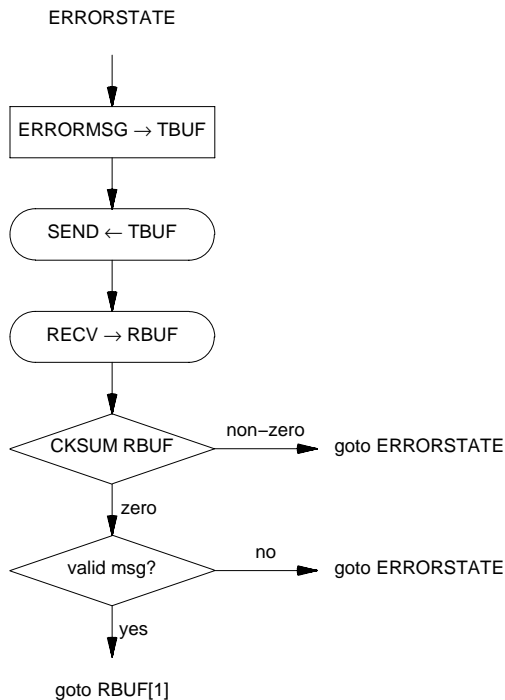 ERRORSTATE
ERRORMSG → TBUF
SEND ← TBUF
RECV → RBUF
CKSUM RBUF
non−zero
goto ERRORSTATE
zero
valid msg?
no
goto ERRORSTATE
yes
goto RBUF[1]